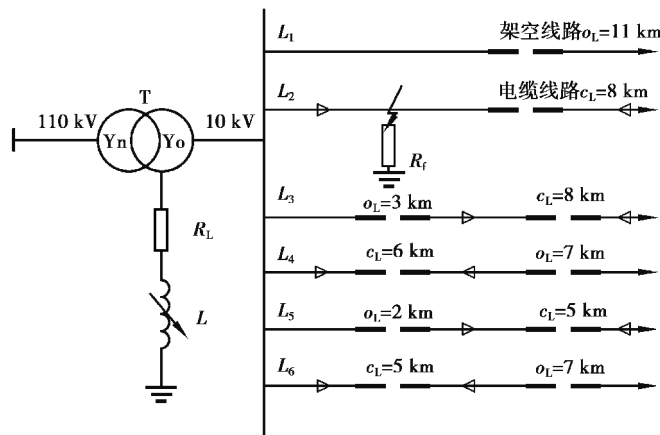 L₁
架空线路oL=11 km
L₂
电缆线路cL=8 km
T
110 kV
10 kV
Yn
Yo
Rf
L₃
oL=3 km
cL=8 km
RL
L₄
cL=6 km
oL=7 km
L
L₅
oL=2 km
cL=5 km
L₆
cL=5 km
oL=7 km